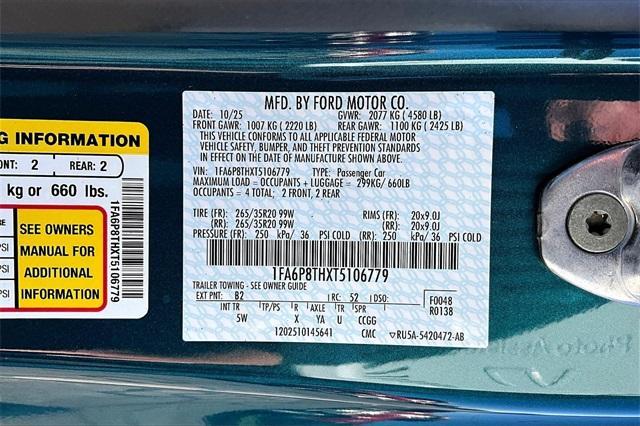 G INFORMATION
NT: 2 REAR: 2
kg or 660 lbs.
SEE OWNERS
MANUAL FOR
ADDITIONAL
INFORMATION
PSI
PSI
PSI
1FA6P8THXT5106779
MFD. BY FORD MOTOR CO.
DATE: 10/25 GVWR: 2077 KG ( 4580 LB)
FRONT GAWR: 1007 KG ( 2220 LB) REAR GAWR: 1100 KG ( 2425 LB)
THIS VEHICLE CONFORMS TO ALL APPLICABLE FEDERAL MOTOR
VEHICLE SAFETY, BUMPER, AND THEFT PREVENTION STANDARDS
IN EFFECT ON THE DATE OF MANUFACTURE SHOWN ABOVE.
VIN: 1FA6P8THXT5106779 TYPE: Passenger Car
MAXIMUM LOAD = OCCUPANTS + LUGGAGE = 299KG/ 660LB
OCCUPANTS = 4 TOTAL; 2 FRONT, 2 REAR
TIRE (FR): 265/35R20 99W RIMS (FR): 20x9.0J
(RR): 265/35R20 99W (RR): 20x9.0J
PRESSURE (FR): 250 kPa/ 36 PSI COLD (RR): 250 kPa/ 36 PSI COLD
1FA6P8THXT5106779
TRAILER TOWING - SEE OWNER GUIDE
EXT PNT: B2 RC: 52 DSO: F0048
R0138
INT TR TP/PS R AXLE TR SPR
5W X YA U CCGG
120251014564​1 CMC ▽RU5A-5420472-AB